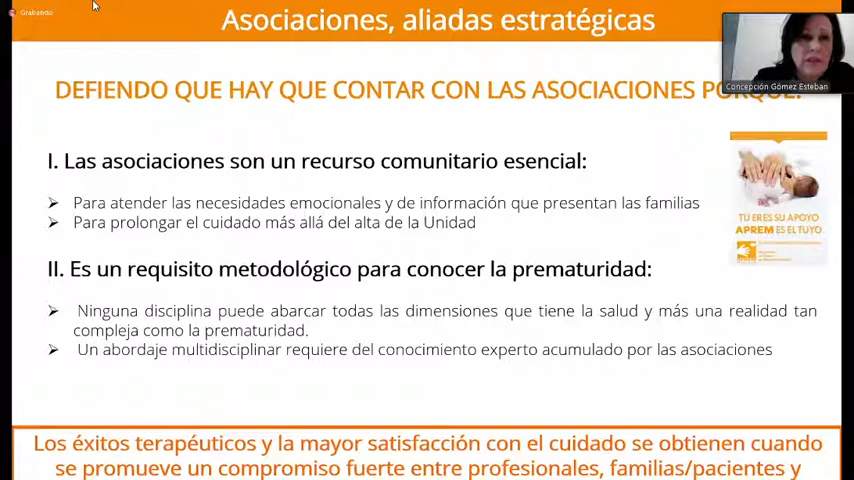 Grabando
Asociaciones, aliadas estratégicas
Concepción Gómez Esteban
DEFIENDO QUE HAY QUE CONTAR CON LAS ASOCIACIONES PORQUE:
I. Las asociaciones son un recurso comunitario esencial:
➤ Para atender las necesidades emocionales y de información que presentan las familias
➤ Para prolongar el cuidado más allá del alta de la Unidad
TU ERES SU APOYO
APREM ES EL TUYO
II. Es un requisito metodológico para conocer la prematuridad:
➤ Ninguna disciplina puede abarcar todas las dimensiones que tiene la salud y más una realidad tan
compleja como la prematuridad.
➤ Un abordaje multidisciplinar requiere del conocimiento experto acumulado por las asociaciones
Los éxitos terapéuticos y la mayor satisfacción con el cuidado se obtienen cuando
se promueve un compromiso fuerte entre profesionales, familias/pacientes y